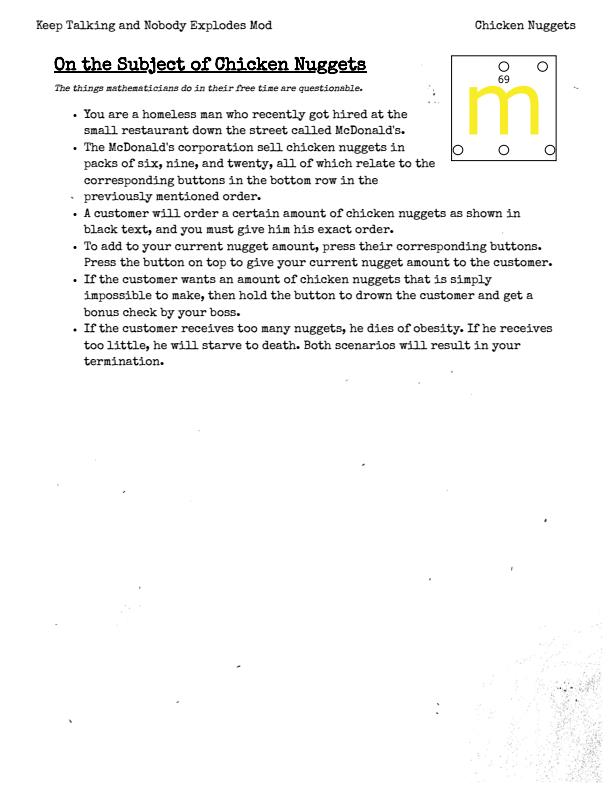 Keep Talking and Nobody Explodes Mod
Chicken Nuggets
On the Subject of Chicken Nuggets
The things mathematicians do in their free time are questionable.
69
m
• You are a homeless man who recently got hired at the
small restaurant down the street called McDonald's.
• The McDonald's corporation sell chicken nuggets in
packs of six, nine, and twenty, all of which relate to the
corresponding buttons in the bottom row in the
previously mentioned order.
• A customer will order a certain amount of chicken nuggets as shown in
black text, and you must give him his exact order.
• To add to your current nugget amount, press their corresponding buttons.
Press the button on top to give your current nugget amount to the customer.
• If the customer wants an amount of chicken nuggets that is simply
impossible to make, then hold the button to drown the customer and get a
bonus check by your boss.
• If the customer receives too many nuggets, he dies of obesity. If he receives
too little, he will starve to death. Both scenarios will result in your
termination.